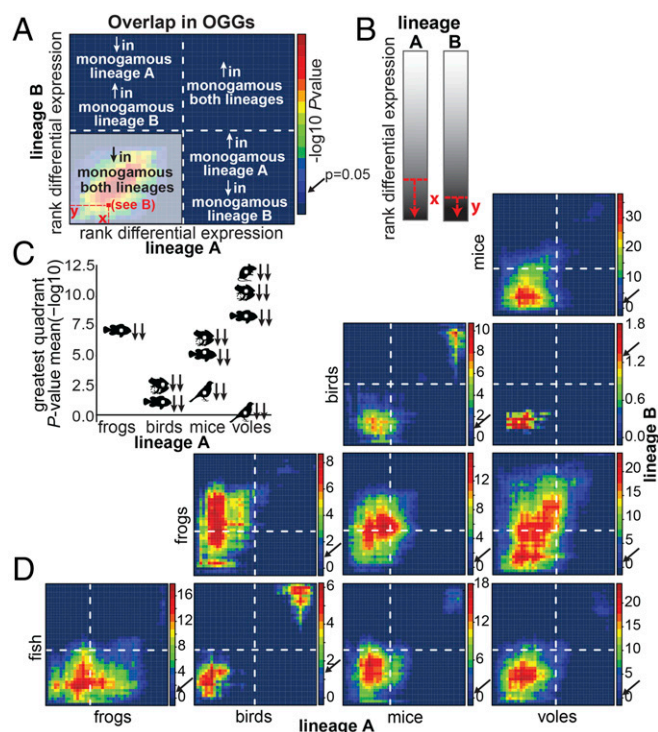 A
Overlap in OGGs
lineage B
rank differential expression
↓in
monogamous
lineage A
↑in
monogamous
lineage B
↑in
monogamous
both lineages
↓in
monogamous
both lineages
y
(see B)
x
↑in
monogamous
lineage A
↓in
monogamous
lineage B
rank differential expression
lineage A
-log10 Pvalue
p=0.05
B
lineage
A B
rank differential expression
x
y
C
greatest quadrant
P-value mean(−log10)
12.5
10.0
7.5
5.0
2.5
0.0
↓↓
↓↓
↓↓
↓↓
↓↓
↓↓
↓↓
↓↓
↓↓
↓↓
frogs birds mice voles
lineage A
mice
30
20
10
0
birds
10
8
6
4
2
0
1.8
1.2
0.6
0.0
lineage B
frogs
8
6
4
2
0
12
8
4
0
20
15
10
5
0
D
fish
16
12
8
4
0
6
4
2
0
18
12
6
0
24
16
8
0
frogs birds mice voles
lineage A